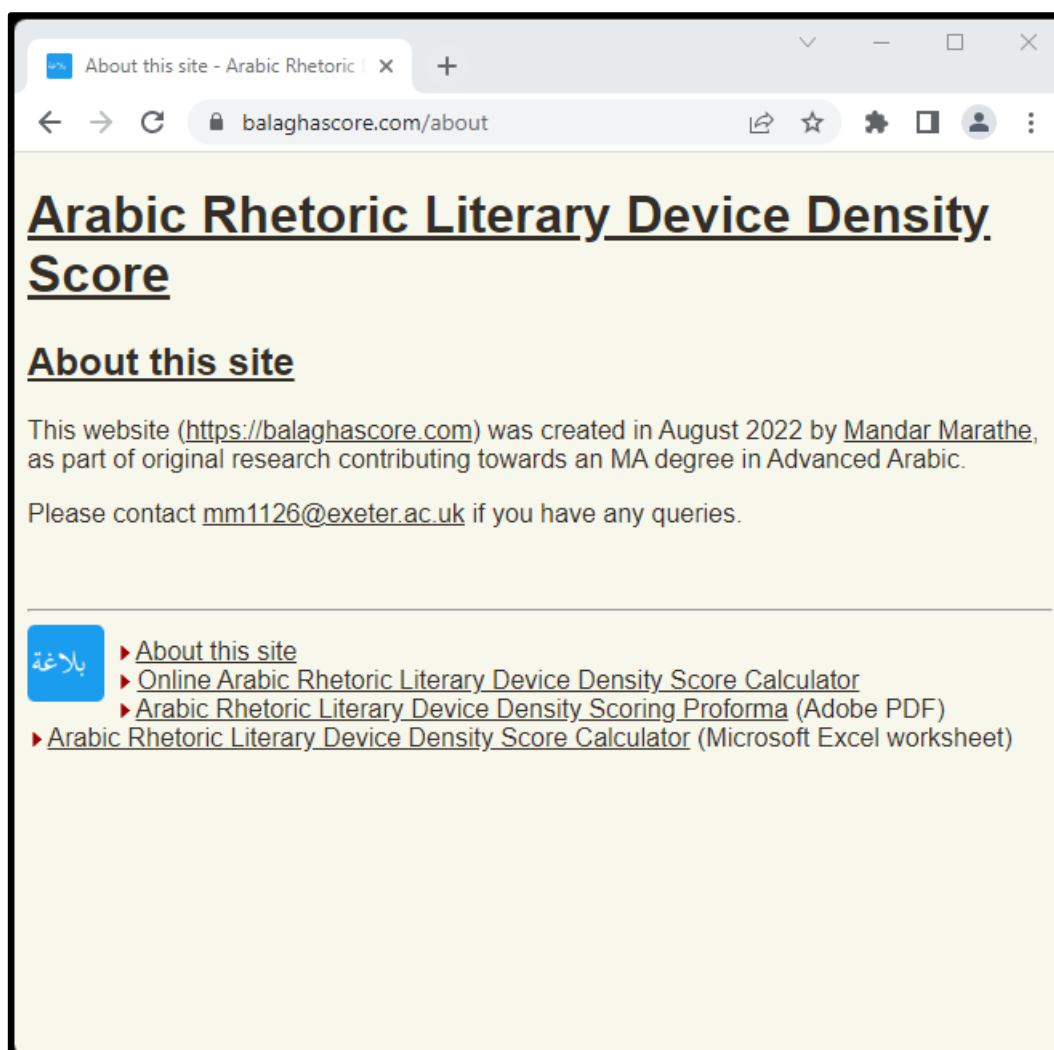 About this site - Arabic Rhetoric
balaghascore.com/about
Arabic Rhetoric Literary Device Density
Score
About this site
This website (https://balaghascore.com) was created in August 2022 by Mandar Marathe,
as part of original research contributing towards an MA degree in Advanced Arabic.
Please contact mm1126@exeter.ac.uk if you have any queries.
بلاغة
About this site
Online Arabic Rhetoric Literary Device Density Score Calculator
Arabic Rhetoric Literary Device Density Scoring Proforma (Adobe PDF)
Arabic Rhetoric Literary Device Density Score Calculator (Microsoft Excel worksheet)